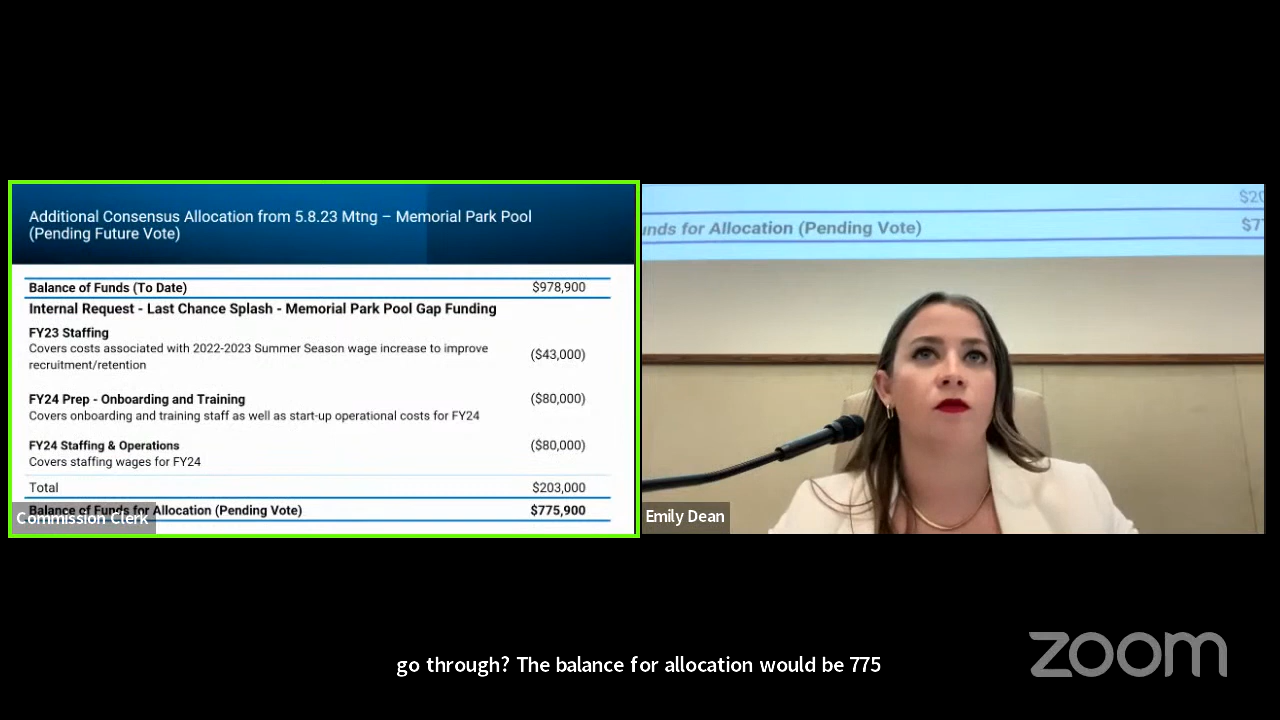 Additional Consensus Allocation from 5.8.23 Mtng – Memorial Park Pool
(Pending Future Vote)
Balance of Funds (To Date) $978,900
Internal Request - Last Chance Splash - Memorial Park Pool Gap Funding
FY23 Staffing
Covers costs associated with 2022-2023 Summer Season wage increase to improve
recruitment/retention
($43,000)
FY24 Prep - Onboarding and Training ($80,000)
Covers onboarding and training staff as well as start-up operational costs for FY24
FY24 Staffing & Operations ($80,000)
Covers staffing wages for FY24
Total $203,000
Balance of Funds for Allocation (Pending Vote) $775,900
Commission Clerk
for Allocation (Pending Vote)
Emily Dean
go through? The balance for allocation would be 775
zoom